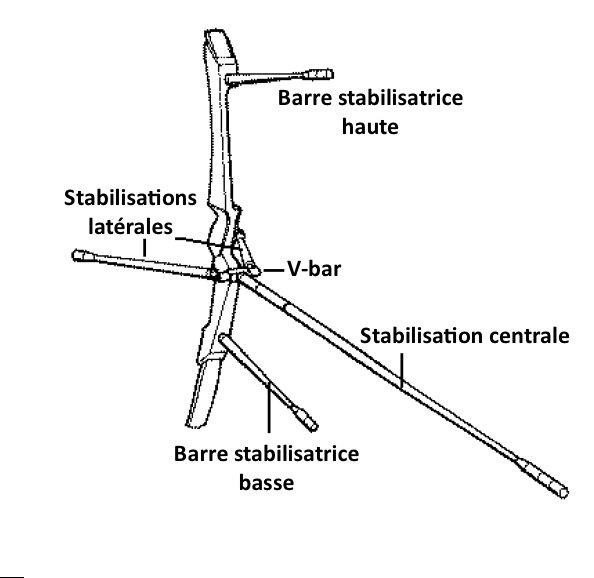 Barre stabilisatrice
haute
Stabilisations
latérales
V-bar
Stabilisation centrale
Barre stabilisatrice
basse